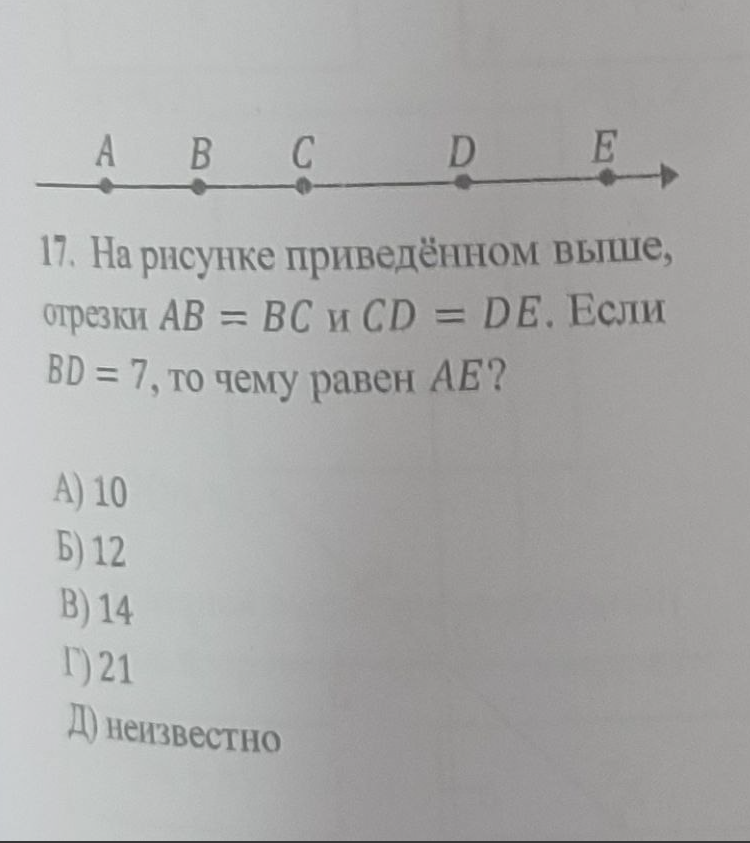 A B C D E
17. На рисунке приведённом выше,
отрезки AB = BC и CD = DE. Если
BD = 7, то чему равен AE?
А) 10
Б) 12
В) 14
Г) 21
Д) неизвестно